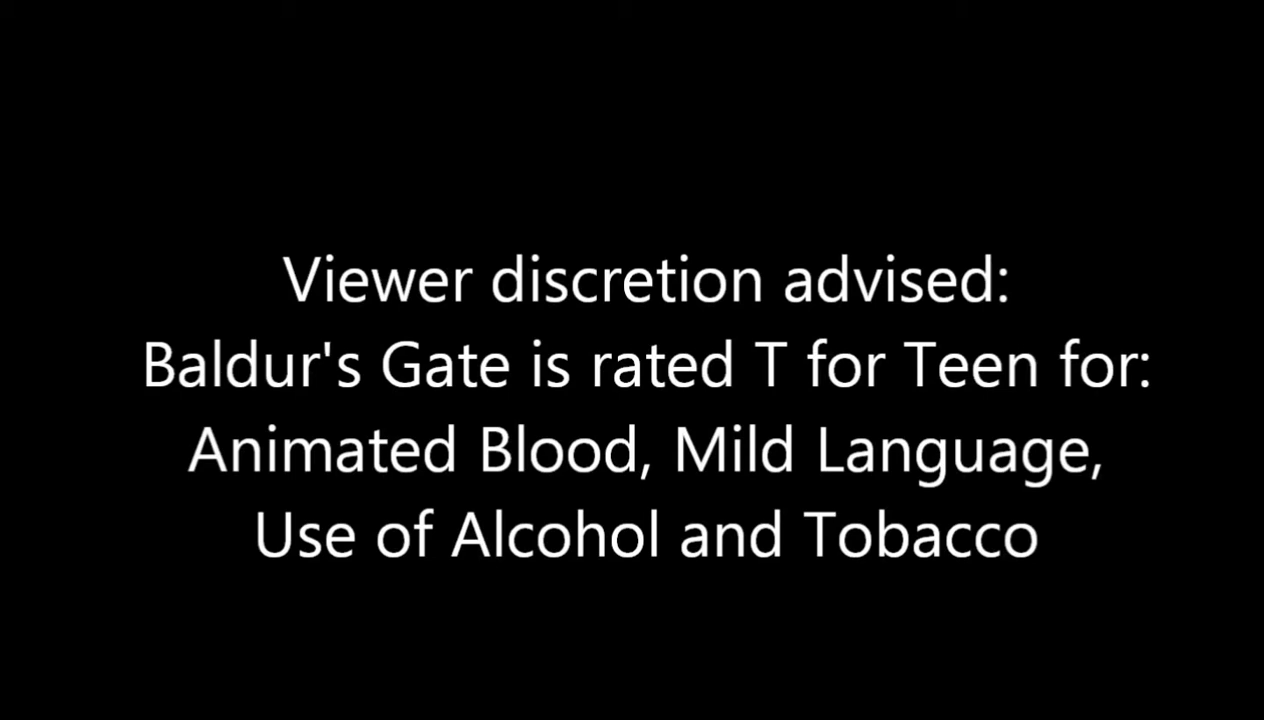 Viewer discretion advised:
Baldur's Gate is rated T for Teen for:
Animated Blood, Mild Language,
Use of Alcohol and Tobacco